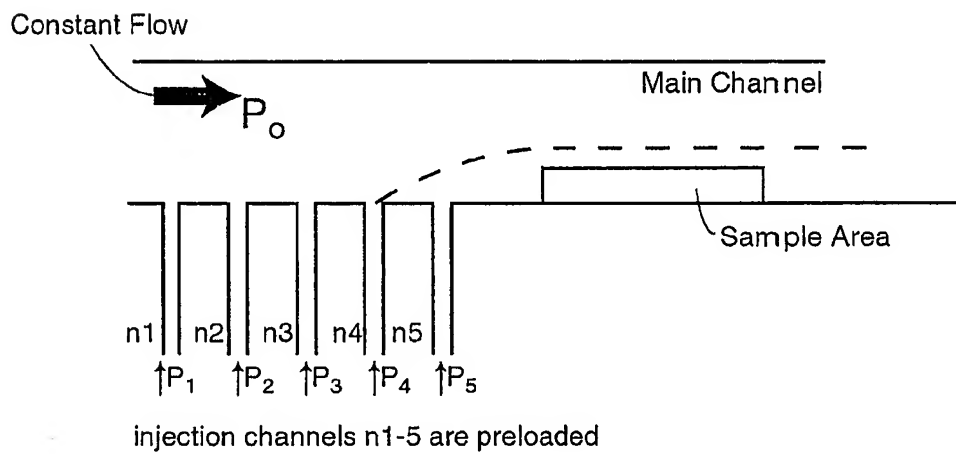 Constant Flow
Main Channel
P₀
Sample Area
n1 n2 n3 n4 n5
↑P₁ ↑P₂ ↑P₃ ↑P₄ ↑P₅
injection channels n1-5 are preloaded